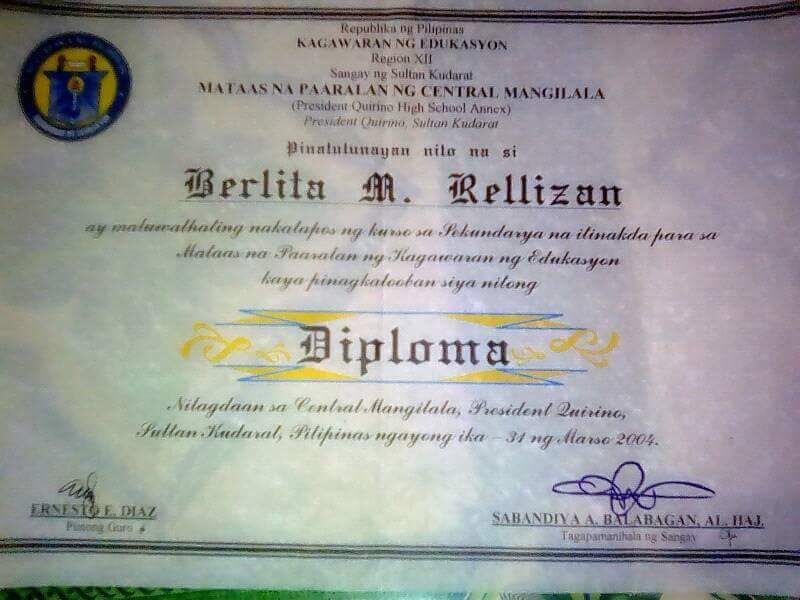 Republika ng Pilipinas
KAGAWARAN NG EDUKASYON
Region XII
Sangay ng Sultan Kudarat
MATAAS NA PAARALAN NG CENTRAL MANGILALA
(President Quirino High School Annex)
President Quirino, Sultan Kudarat
Pinatutunayan nito na si
Berlita M. Rellizan
ay matuwathating nakatapos ng kurso sa Sekundarya na itinakda para sa
Mataas na Paaralan ng Kagawaran ng Edukasyon
kaya pinagkalooban siya nitong
Diploma
Nilagdaan sa Central Mangilala, President Quirino,
Sultan Kudarat, Pilipinas ngayong ika - 31 ng Marso 2004.
ERNESTO E. DIAZ
Punong Guro
SABANDIYA A. BALABAGAN, AL. HAJ.
Tagapamanihala ng Sangay